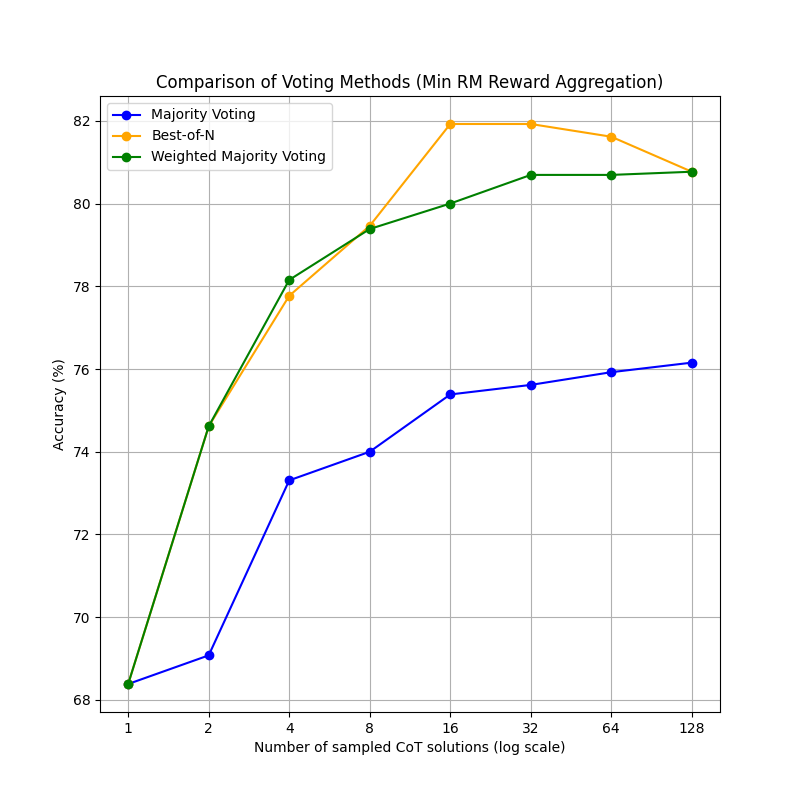 Comparison of Voting Methods (Min RM Reward Aggregation)
Majority Voting
Best-of-N
Weighted Majority Voting
Accuracy (%)
82
80
78
76
74
72
70
68
1 2 4 8 16 32 64 128
Number of sampled CoT solutions (log scale)